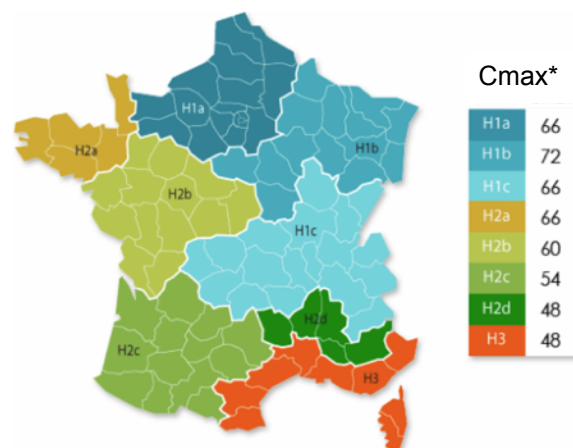 Cmax*
H1a 66
H1b 72
H1c 66
H2a 66
H2b 60
H2c 54
H2d 48
H3 48
H1a
H1b
H2a
H2b
H1c
H2d
H2c
H3